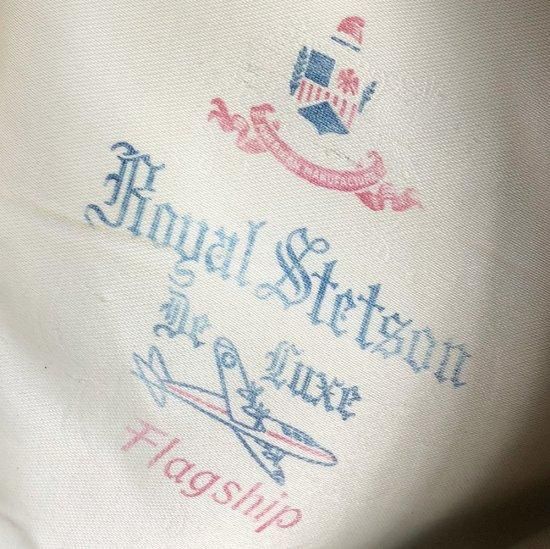 Royal Stetson
De Luxe
Flagship